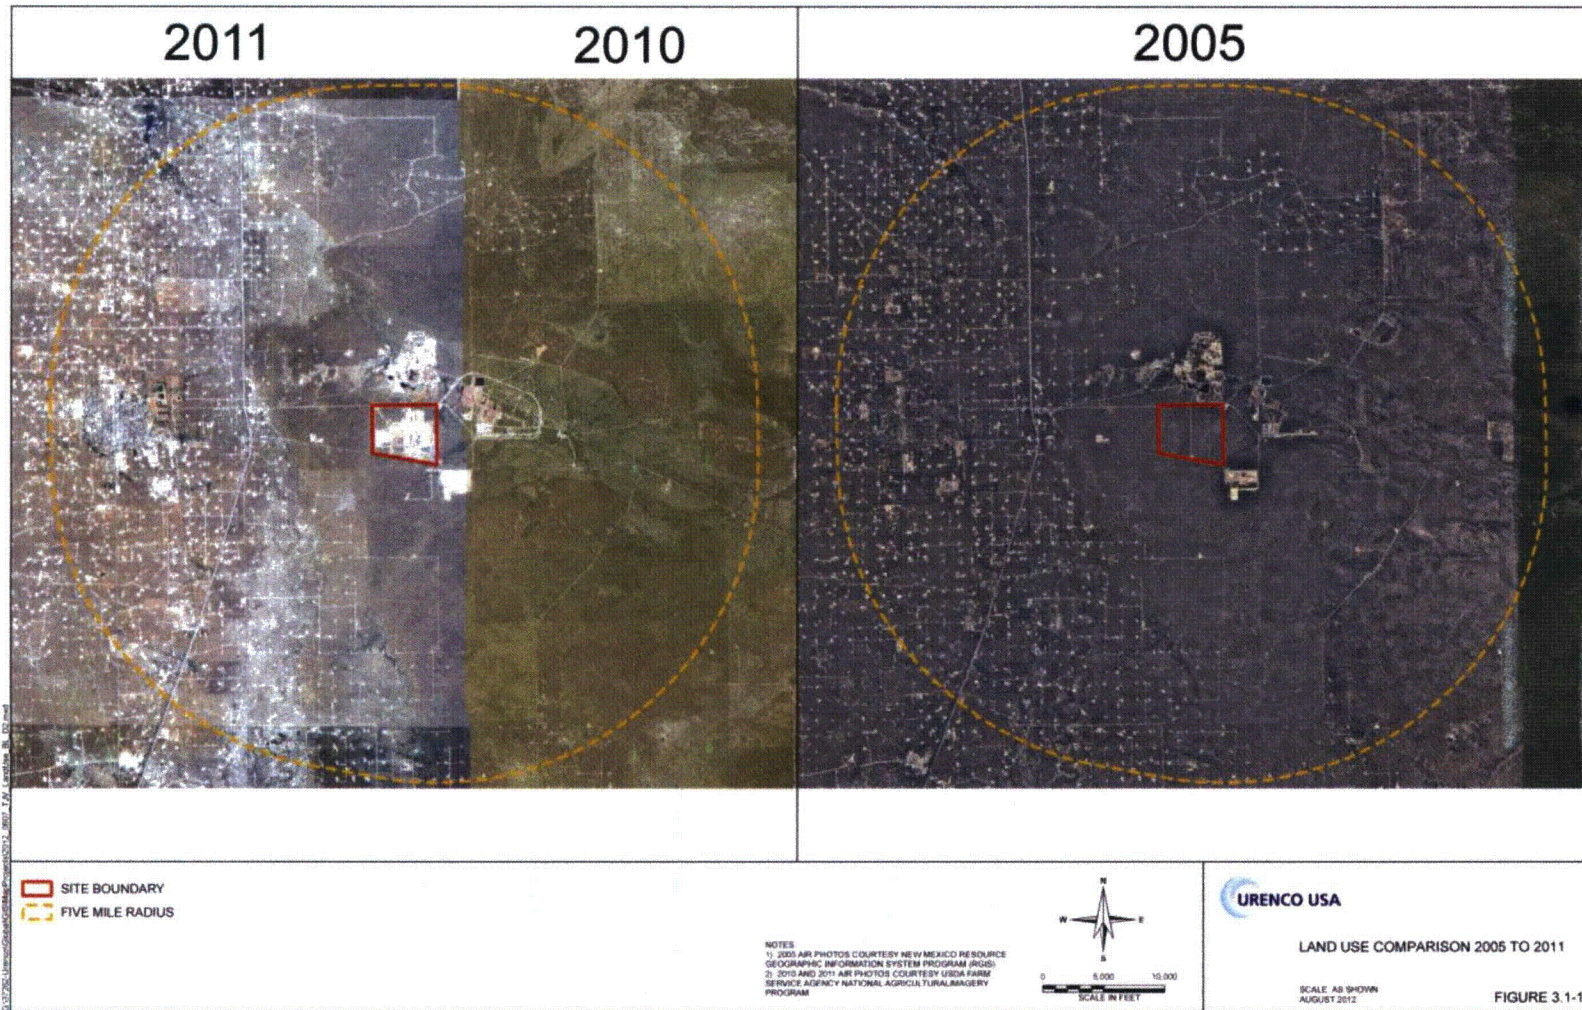 2011
2010
2005
SITE BOUNDARY
FIVE MILE RADIUS
NOTES
1). 2005 AIR PHOTOS COURTESY NEW MEXICO RESOURCE
GEOGRAPHIC INFORMATION SYSTEM PROGRAM (RGIS)
2). 2010 AND 2011 AIR PHOTOS COURTESY USDA FARM
SERVICE AGENCY NATIONAL AGRICULTURAL IMAGERY
PROGRAM
N
W
E
S
0 5,000 10,000
SCALE IN FEET
URENCO USA
LAND USE COMPARISON 2005 TO 2011
SCALE AS SHOWN
AUGUST 2012
FIGURE 3.1-1